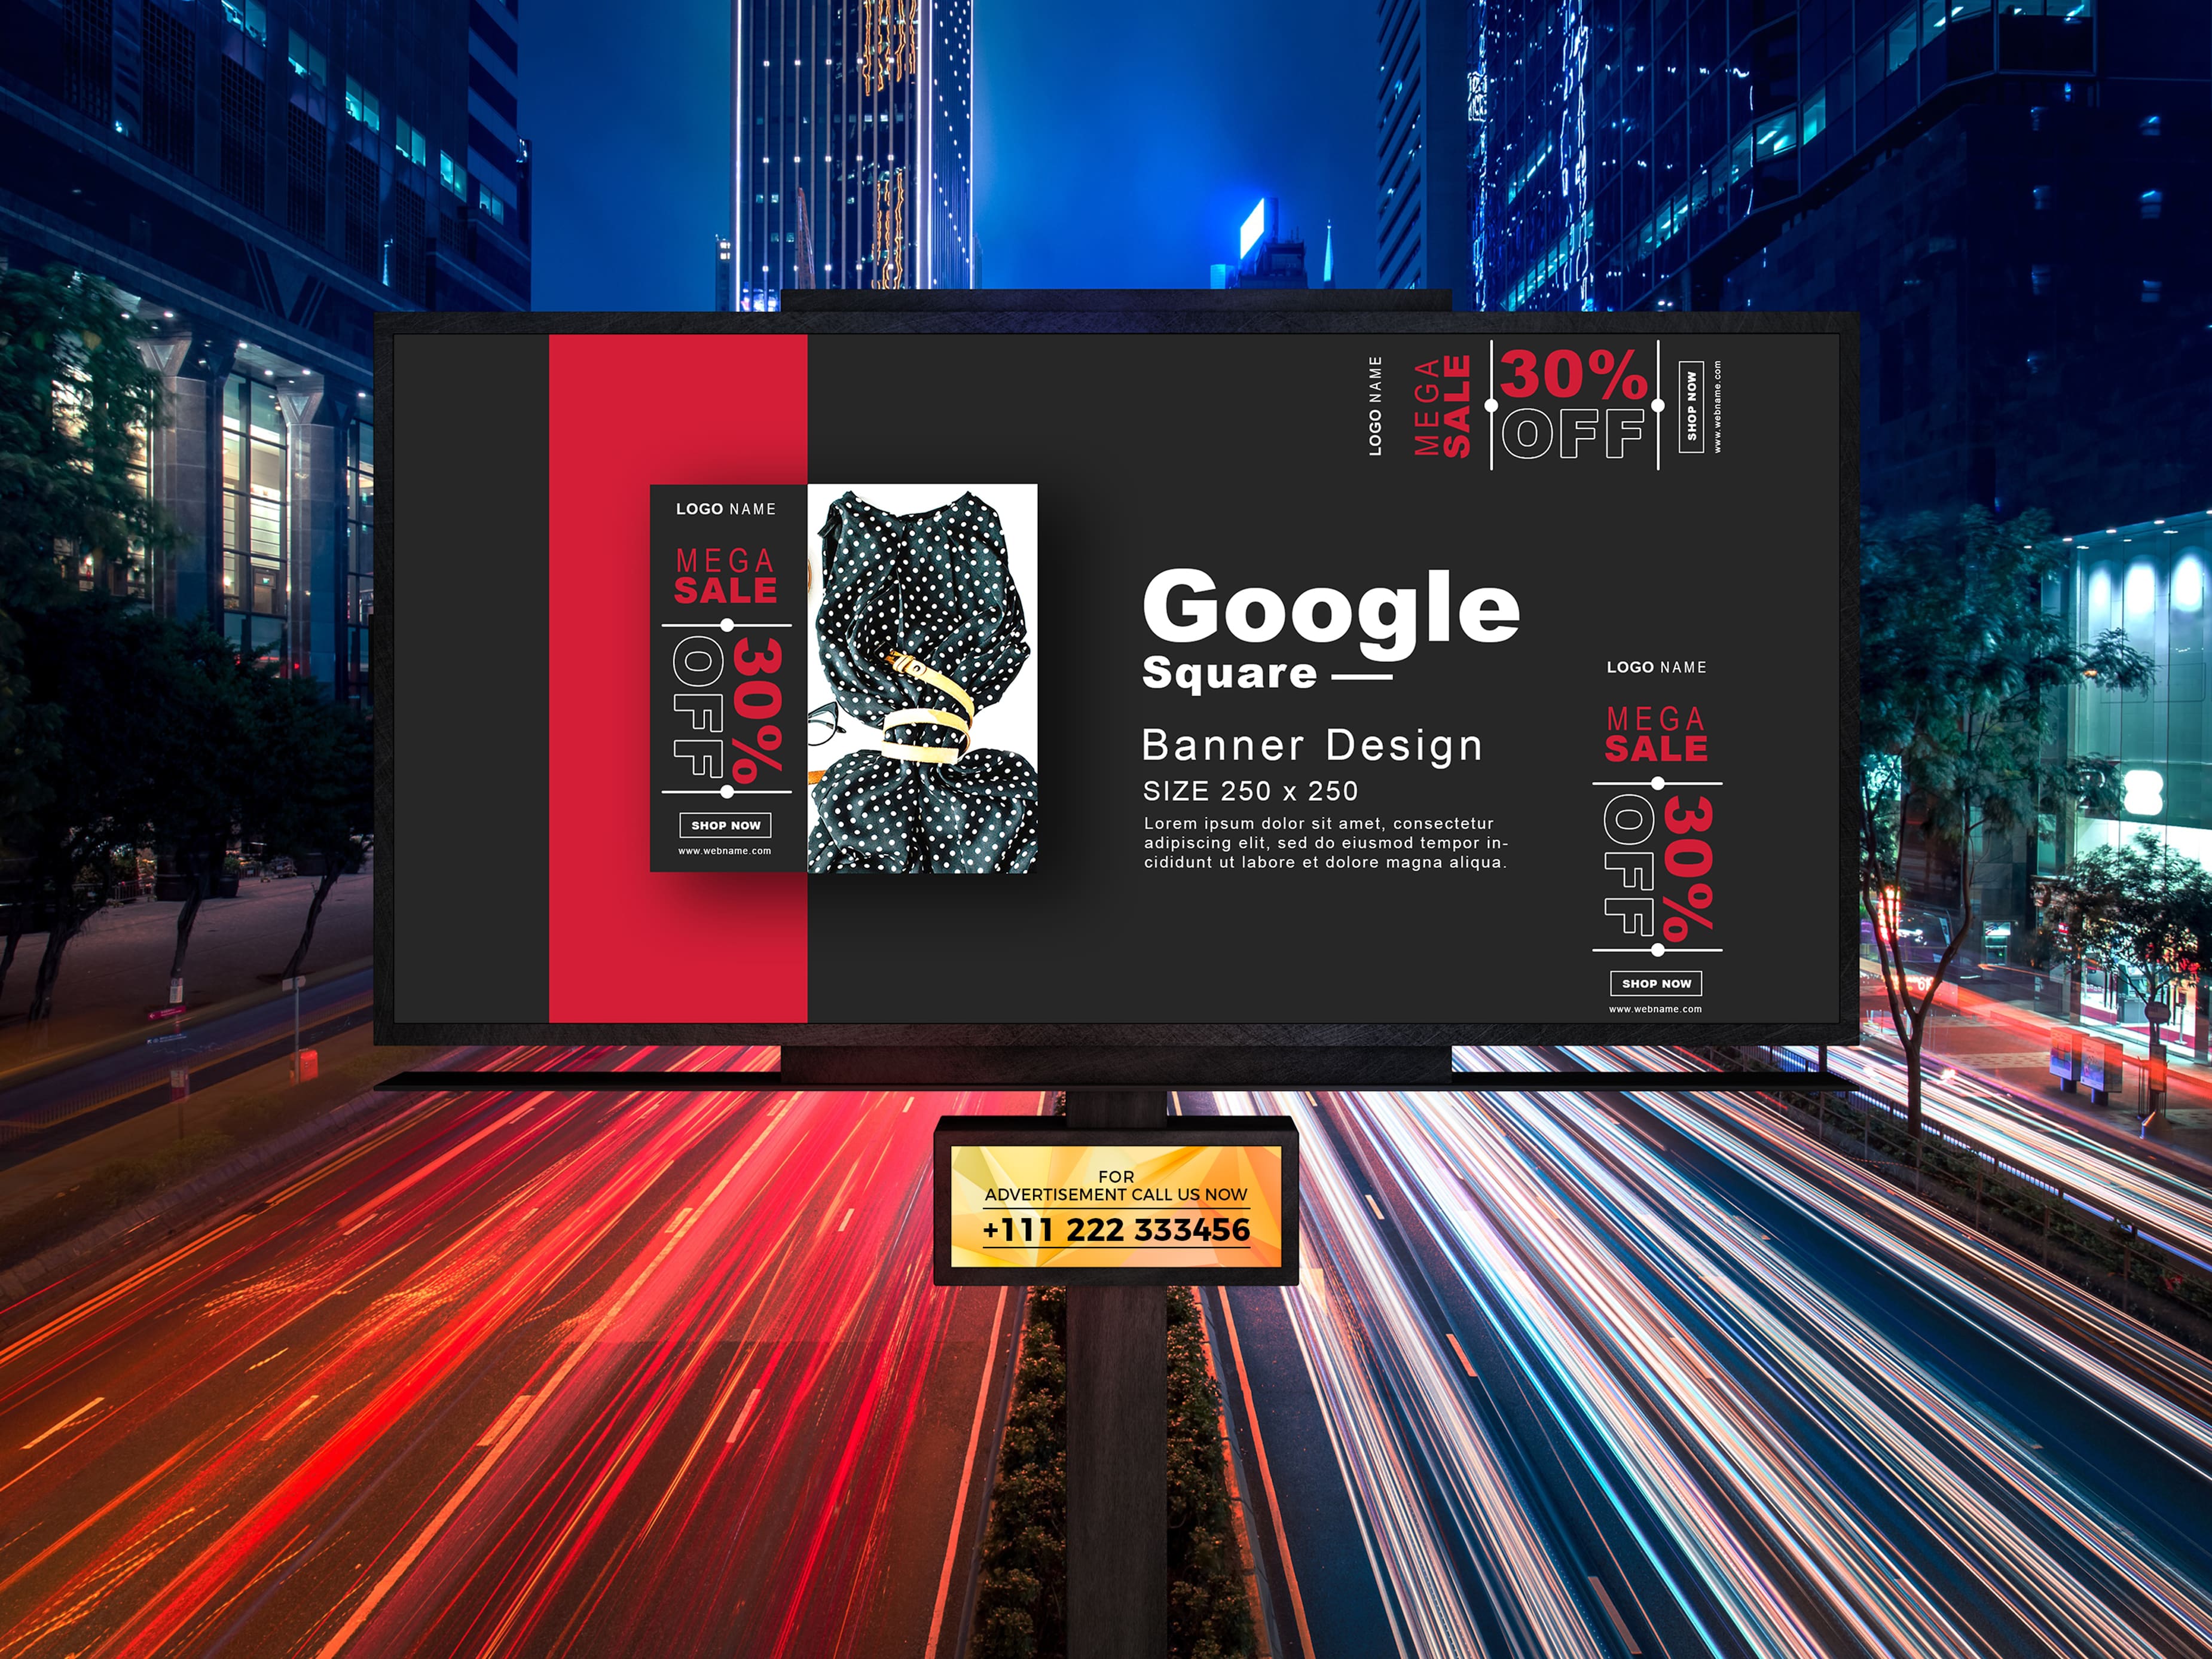 LOGO NAME
MEGA
SALE
30%
OFF
SHOP NOW
www.webname.com
LOGO NAME
MEGA
SALE
30%
OFF
SHOP NOW
www.webname.com
Google
Square
Banner Design
SIZE 250 x 250
Lorem ipsum dolor sit amet, consectetur
adipiscing elit, sed do eiusmod tempor in-
cididunt ut labore et dolore magna aliqua.
LOGO NAME
MEGA
SALE
30%
OFF
SHOP NOW
www.webname.com
8
FOR
ADVERTISEMENT CALL US NOW
+111 222 333456